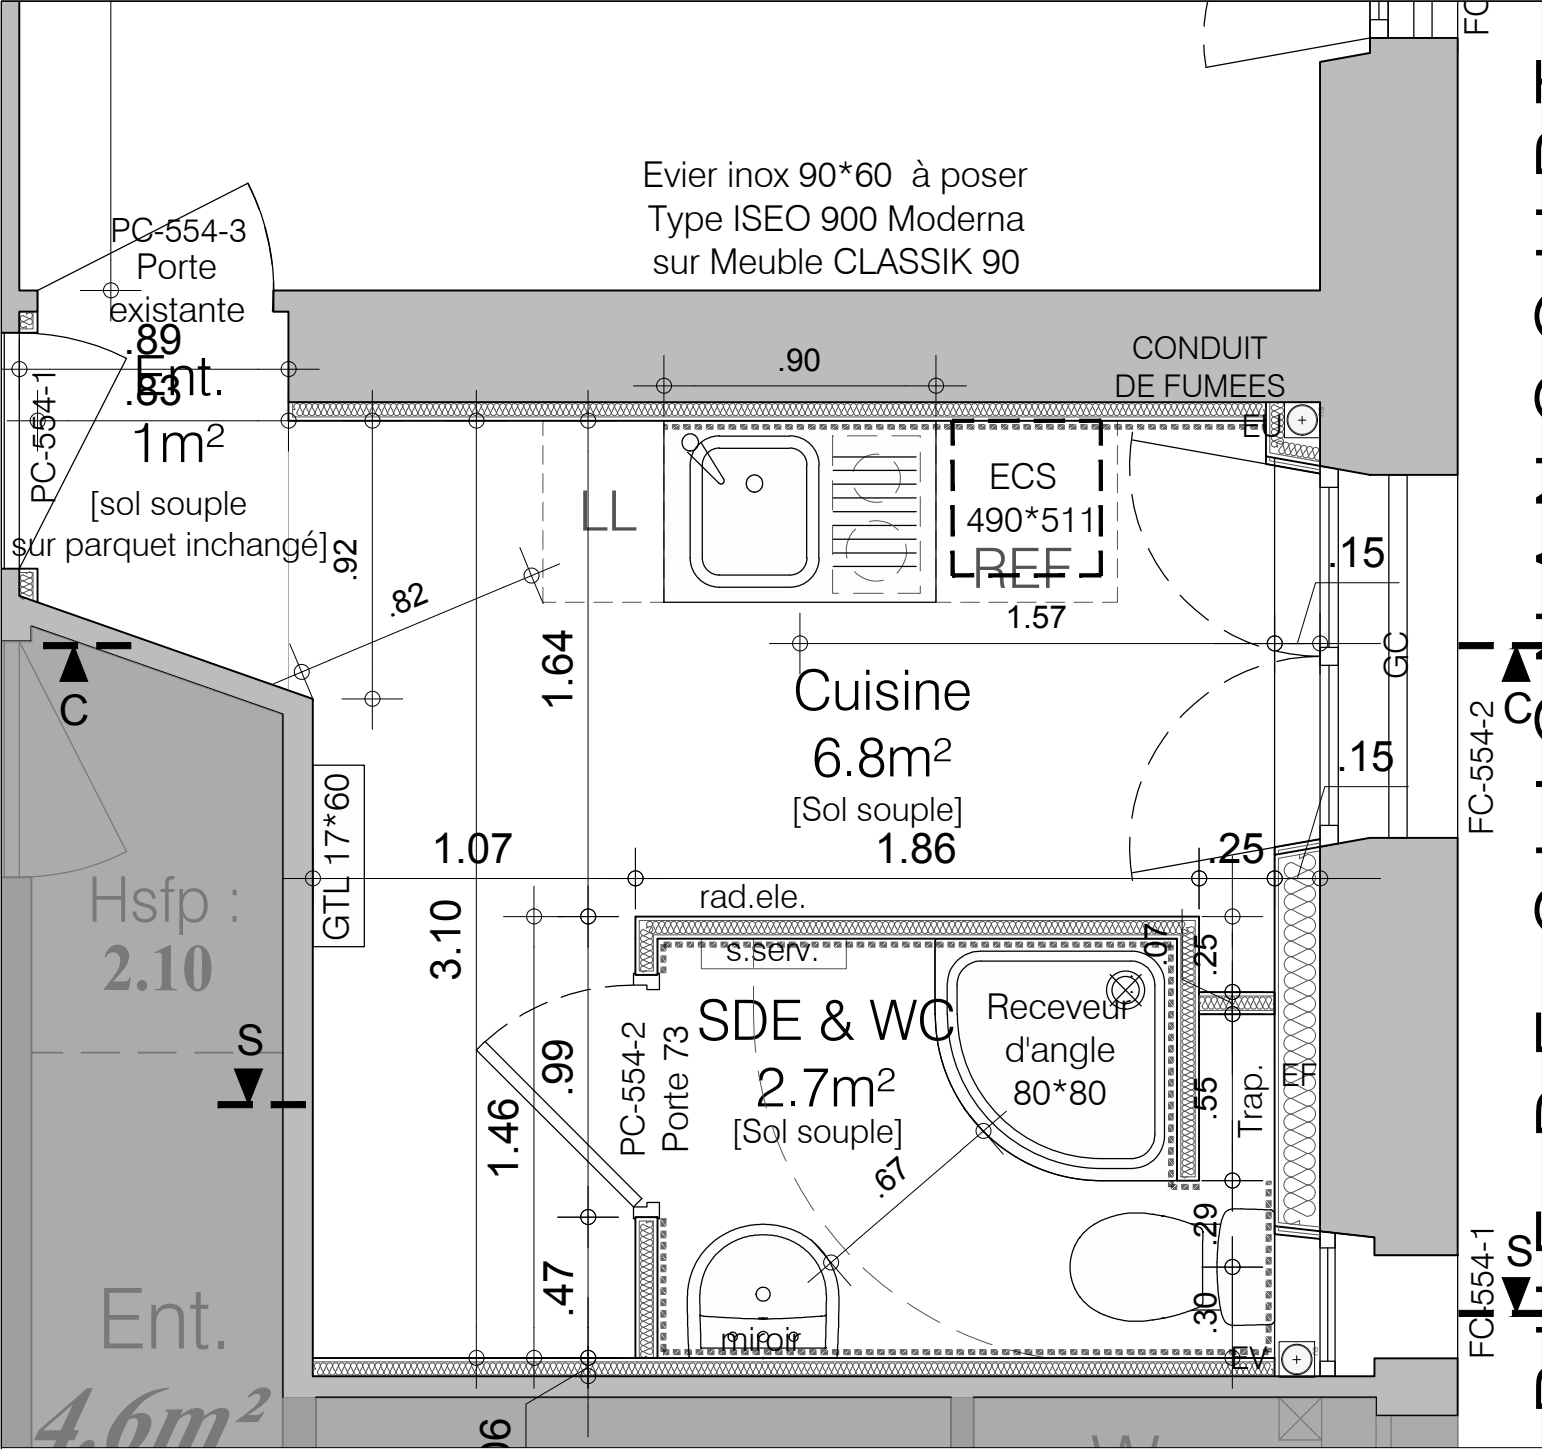 Evier inox 90*60  à poser
Type ISEO 900 Moderna
sur Meuble CLASSIK 90
PC-554-3
Porte
existante
.89
Ent.
.83
1m²
PC-554-1
[sol souple
sur parquet inchangé]
.90
CONDUIT
DE FUMEES
EU
LL
ECS
490*511
REF
.92
.82
1.64
1.57
.15
GC
C
C
Cuisine
6.8m²
[Sol souple]
.15
FC-554-2
GTL 17*60
1.07
1.86
.25
rad.ele.
s.serv.
.07
.25
Hsfp :
2.10
3.10
SDE & WC
2.7m²
[Sol souple]
Receveur
d'angle
80*80
PC-554-2
Porte 73
.99
1.46
.55
Trap.
EF
S
.67
.29
.30
.47
miroir
EV
FC-554-1
S
Ent.
4.6m²